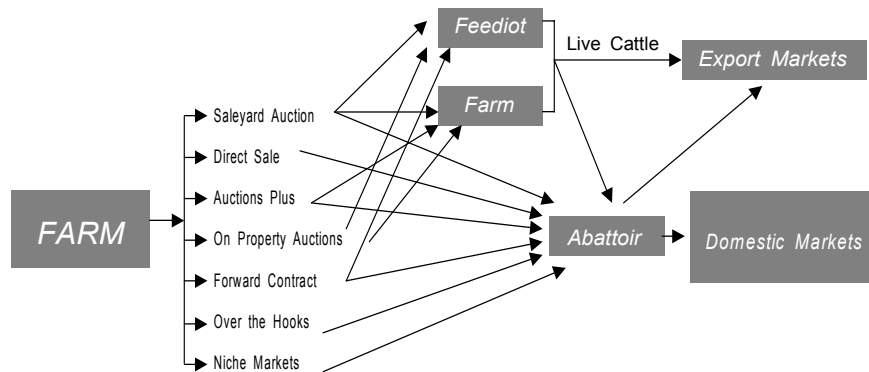 Feediot
Live Cattle
Export Markets
Farm
Saleyard Auction
Direct Sale
Auctions Plus
FARM
On Property Auctions
Abattoir
Domestic Markets
Forward Contract
Over the Hooks
Niche Markets